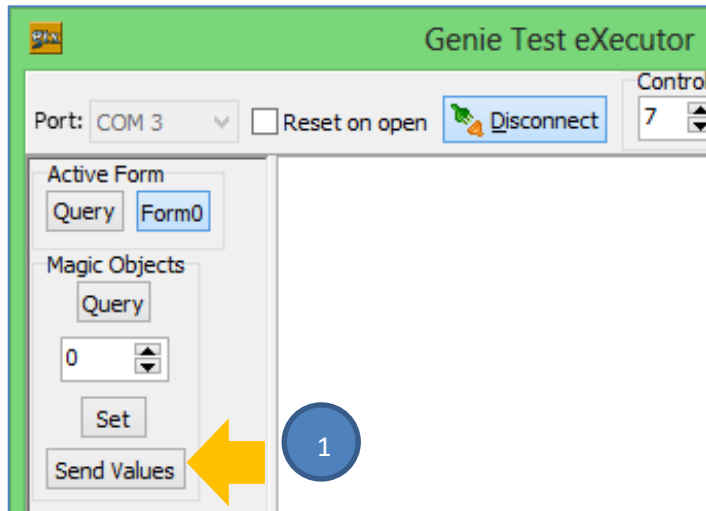 Genie Test eXecutor
Control
Port: COM 3 Reset on open Disconnect 7
Active Form
Query Form0
Magic Objects
Query
0
Set
Send Values
1